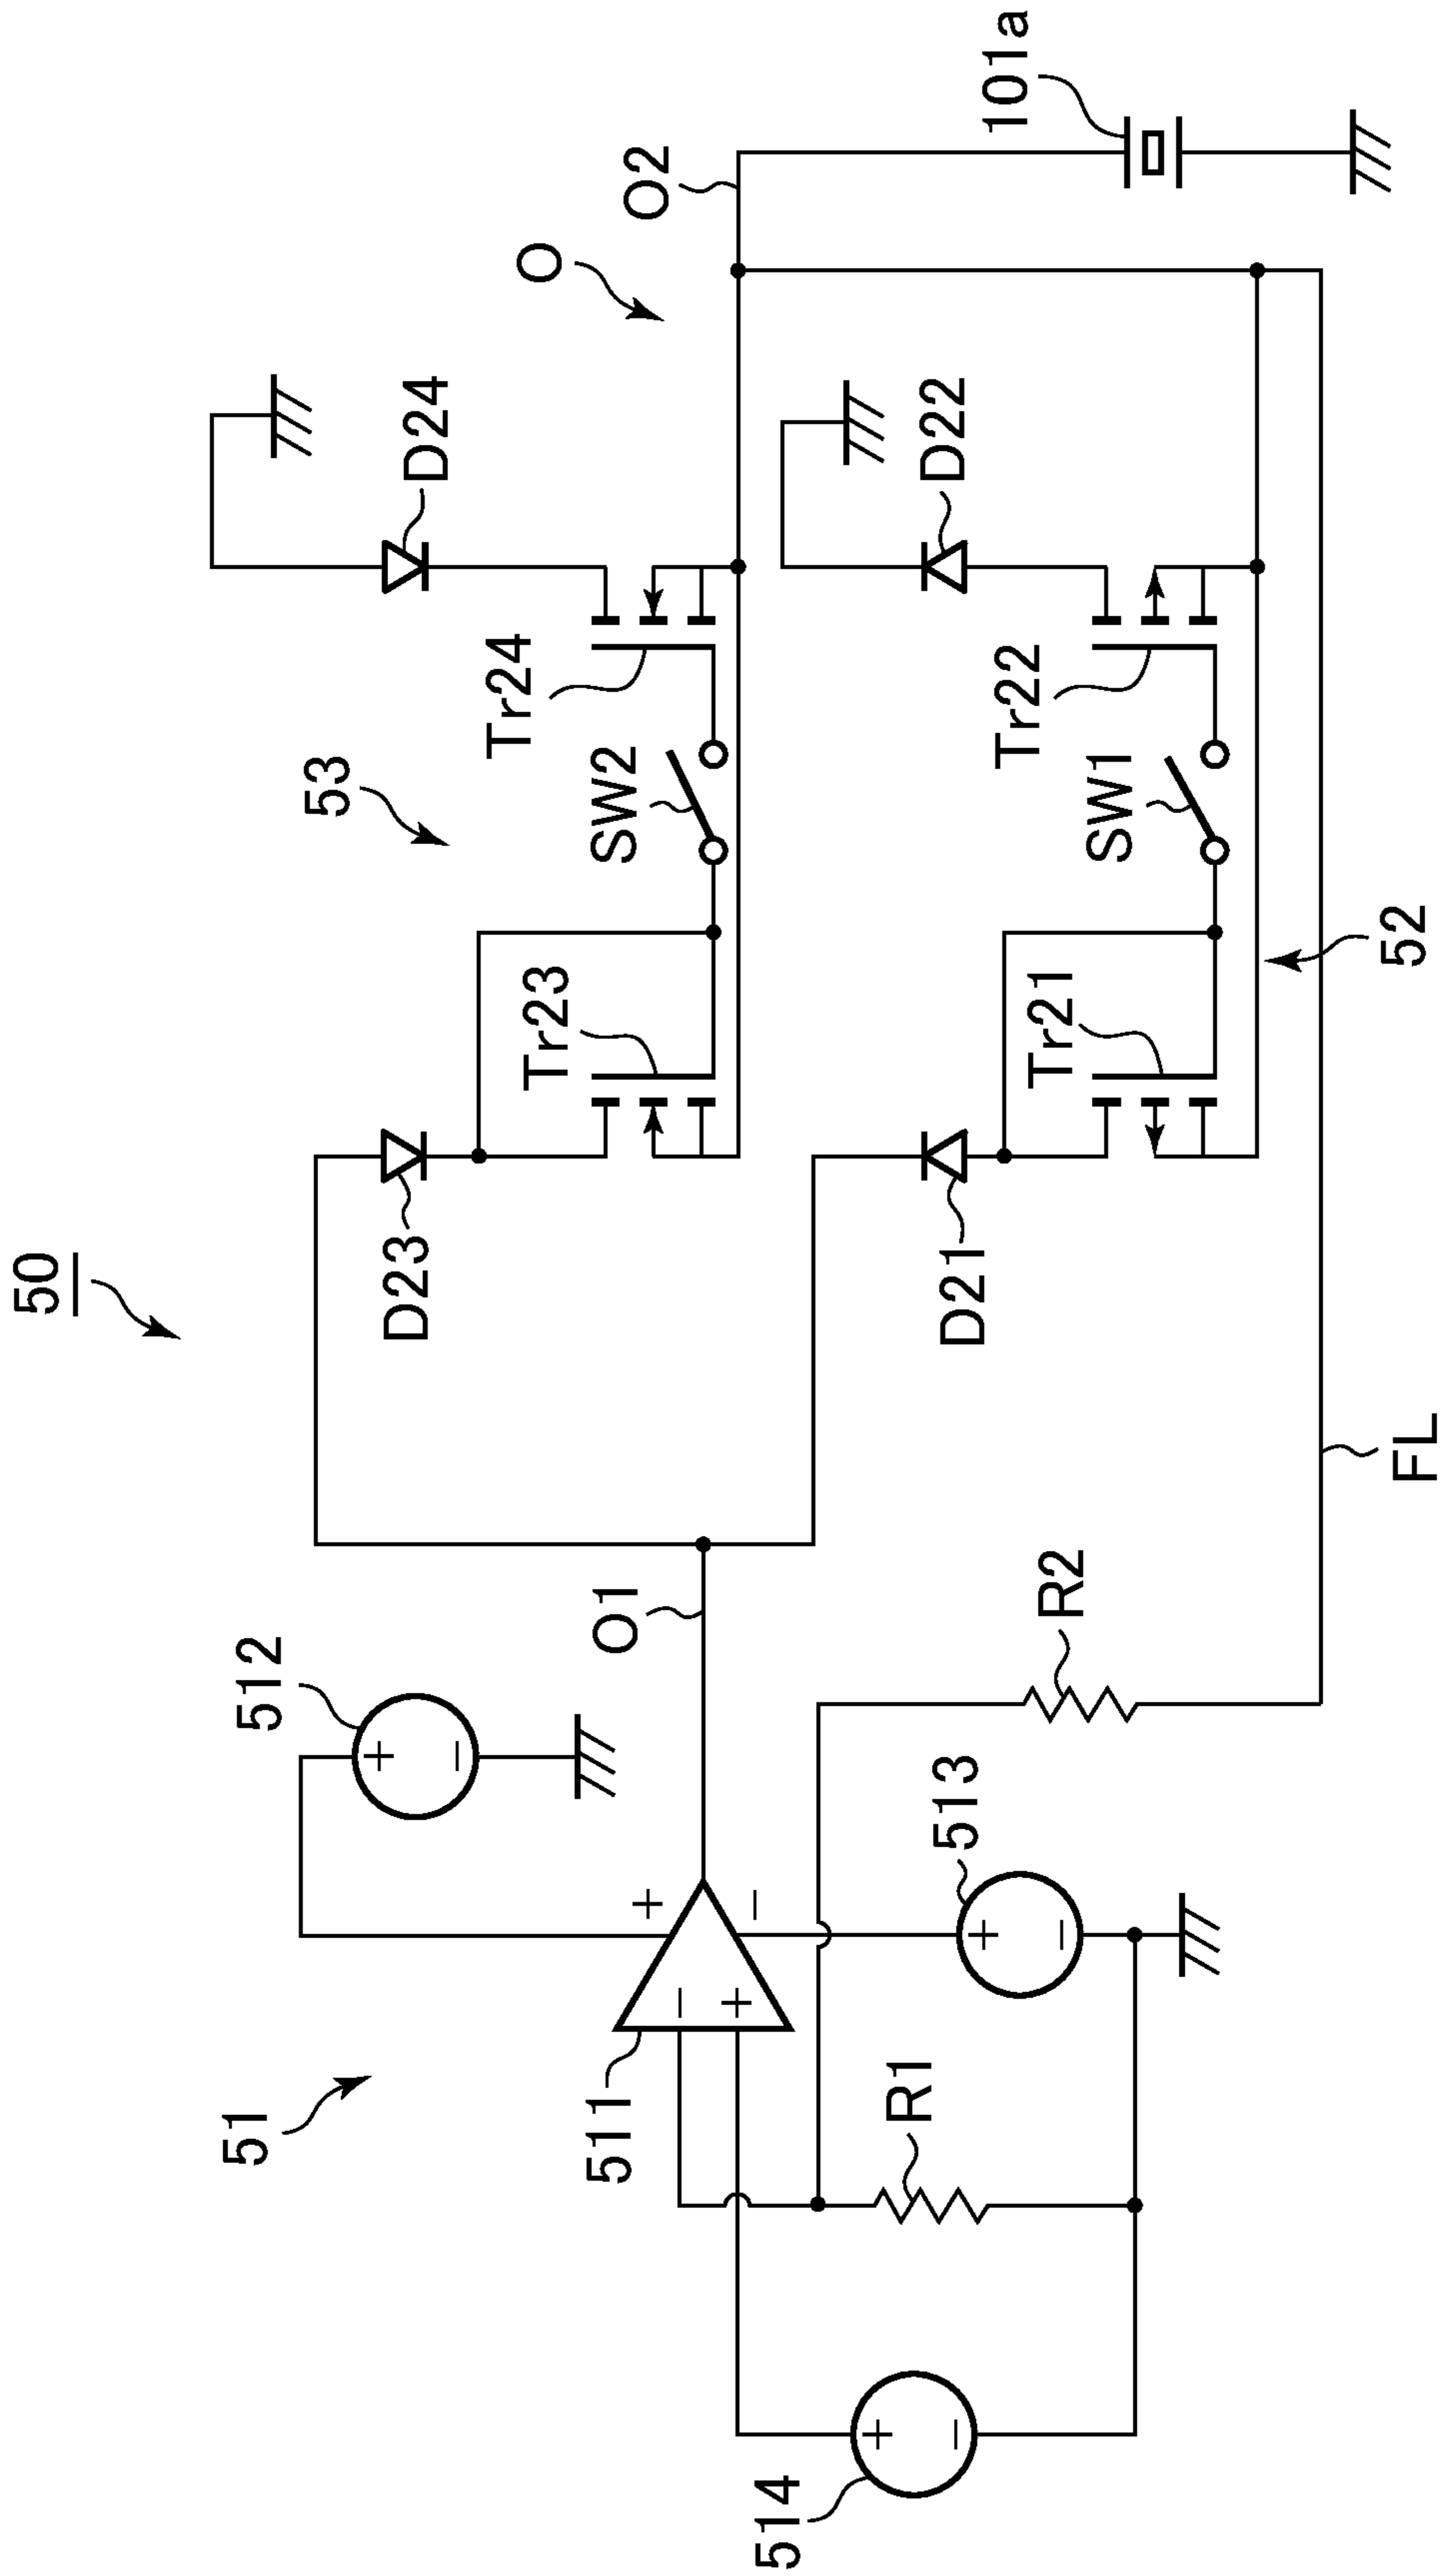 50
51
511
512
513
514
R1
R2
O1
FL
D23
D21
Tr23
Tr21
53
SW2
SW1
52
Tr24
Tr22
D24
D22
O
O2
101a
+
−
+
−
+
−
+
−
+
−